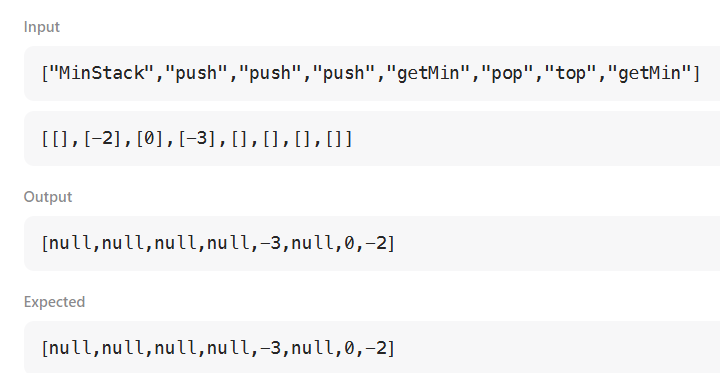 Input
["MinStack","push","push","push","getMin","pop","top","getMin"]
[[],[-2],[0],[-3],[],[],[],[]]
Output
[null,null,null,null,-3,null,0,-2]
Expected
[null,null,null,null,-3,null,0,-2]